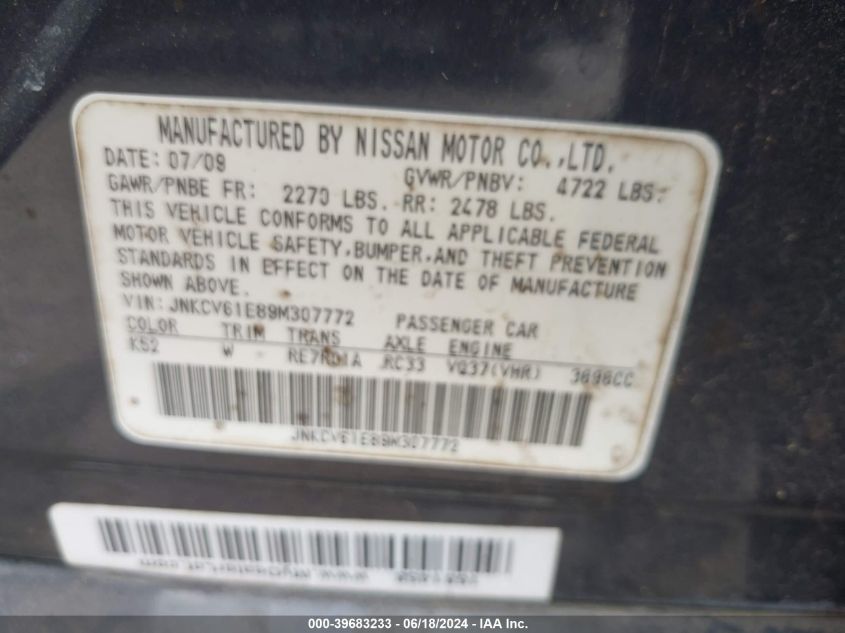 MANUFACTURED BY NISSAN MOTOR CO.,LTD.
DATE: 07/09 GVWR/PNBV: 4722 LBS.
GAWR/PNBE FR: 2270 LBS. RR: 2478 LBS.
THIS VEHICLE CONFORMS TO ALL APPLICABLE FEDERAL
MOTOR VEHICLE SAFETY,BUMPER,AND THEFT PREVENTION
STANDARDS IN EFFECT ON THE DATE OF MANUFACTURE
SHOWN ABOVE.
VIN: JNKCV61E89M307772 PASSENGER CAR
COLOR TRIM TRANS AXLE ENGINE
K52 W RE7R01A RC33 VQ37(VHR) 3696CC
JNKCV61E89M307772
000-39683233 - 06/18/2024 - IAA Inc.